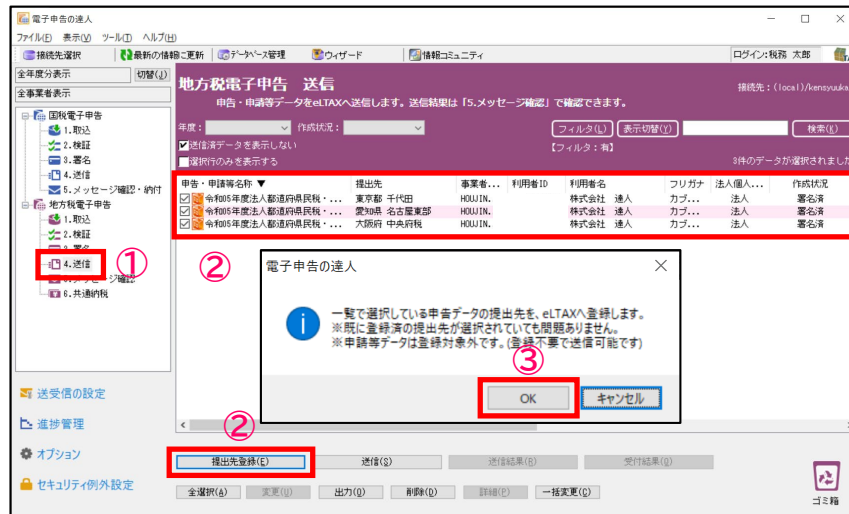 電子申告の達人
ファイル(F) 表示(V) ツール(T) ヘルプ(H)
接続先選択 最新の情報に更新 データベース管理 ウィザード 情報コミュニティ ログイン:税務 太郎
全年度分表示 切替(J)
全事業者表示
国税電子申告
1.取込
2.検証
3.署名
4.送信
5.メッセージ確認・納付
地方税電子申告
1.取込
2.検証
4.送信
6.共通納税
①
送受信の設定
進捗管理
オプション
セキュリティ例外設定
地方税電子申告 送信
接続先:(local)/kensyuuka
申告・申請等データをeLTAXへ送信します。送信結果は「5.メッセージ確認」で確認できます。
年度: 作成状況: フィルタ(L) 表示切替(Y) 検索(K)
送信済データを表示しない 【フィルタ:有】
選択行のみを表示する 3件のデータが選択されました
申告・申請等名称▼ 提出先 事業者... 利用者ID 利用者名 フリガナ 法人個人... 作成状況
令和05年度法人都道府県民税・... 東京都 千代田 HOUJIN. 株式会社 達人 カブ... 法人 署名済
令和05年度法人都道府県民税・... 愛知県 名古屋東部 HOUJIN. 株式会社 達人 カブ... 法人 署名済
令和05年度法人都道府県民税・... 大阪府 中央府税 HOUJIN. 株式会社 達人 カブ... 法人 署名済
②
電子申告の達人
一覧で選択している申告データの提出先を、eLTAXへ登録します。
※既に登録済の提出先が選択されていても問題ありません。
※申請等データは登録対象外です。(登録不要で送信可能です)
③
OK キャンセル
②
提出先登録(E) 送信(S) 送信結果(R) 受付結果(Q)
全選択(A) 変更(U) 出力(O) 削除(D) 詳細(P) 一括変更(C)
ゴミ箱